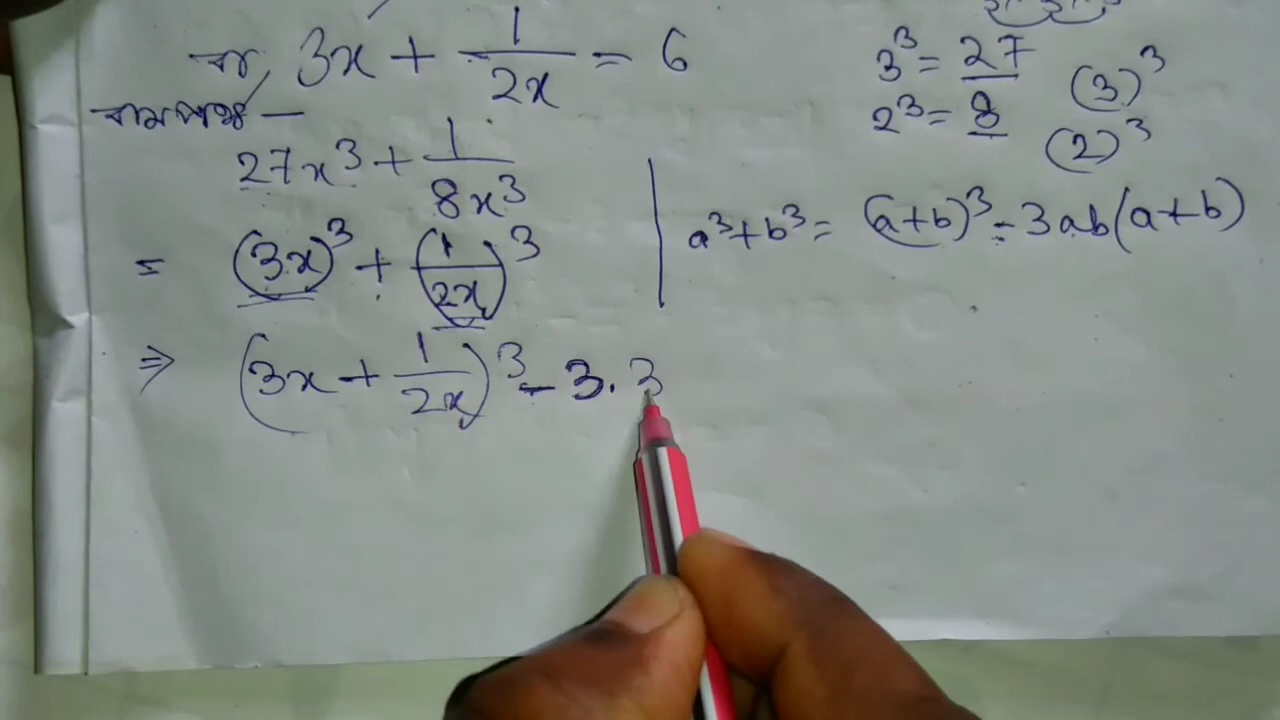 বা, 3x + 1/2x = 6
বামপক্ষ —
27x³ + 1/8x³
= (3x)³ + (1/2x)³
⇒ (3x + 1/2x)³ - 3. 3
3³ = 27 (3)³
2³ = 8 (2)³
a³+b³= (a+b)³ - 3ab(a+b)